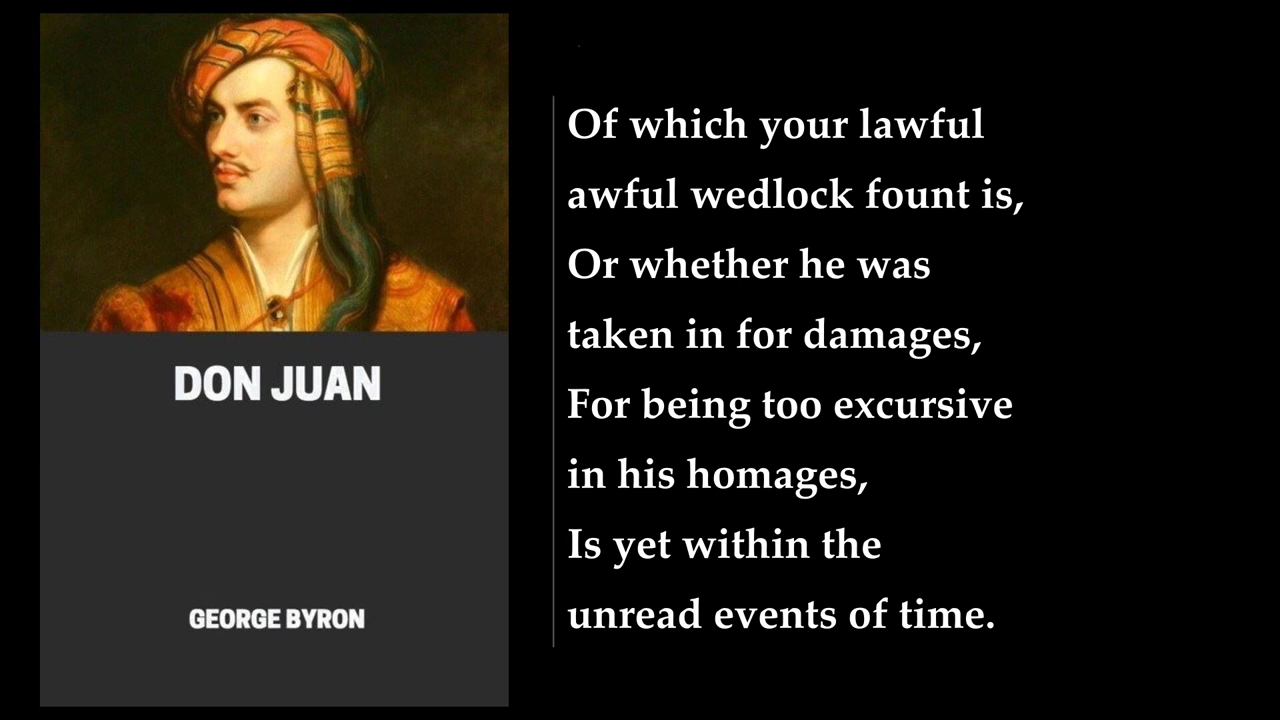 DON JUAN
GEORGE BYRON
Of which your lawful
awful wedlock fount is,
Or whether he was
taken in for damages,
For being too excursive
in his homages,
Is yet within the
unread events of time.